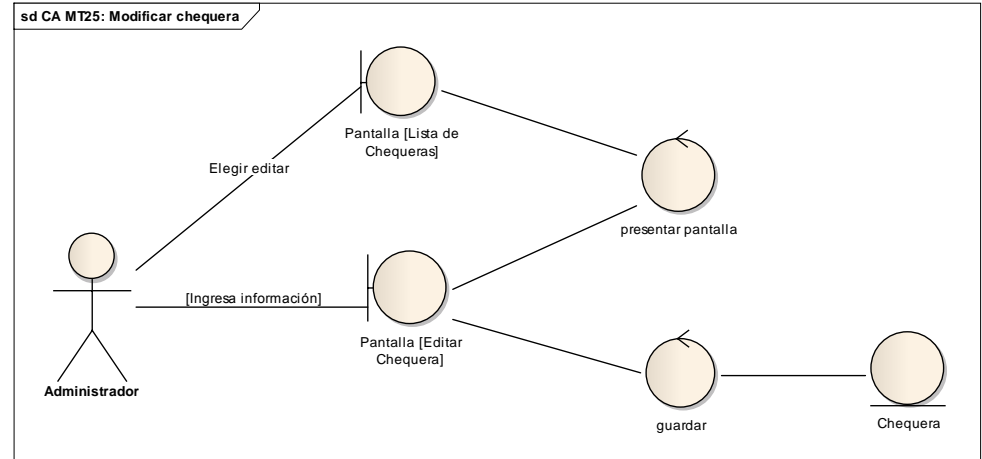 sd CA MT25: Modificar chequera
Pantalla [Lista de
Chequeras]
Elegir editar
presentar pantalla
[Ingresa información]
Pantalla [Editar
Chequera]
Administrador
guardar
Chequera